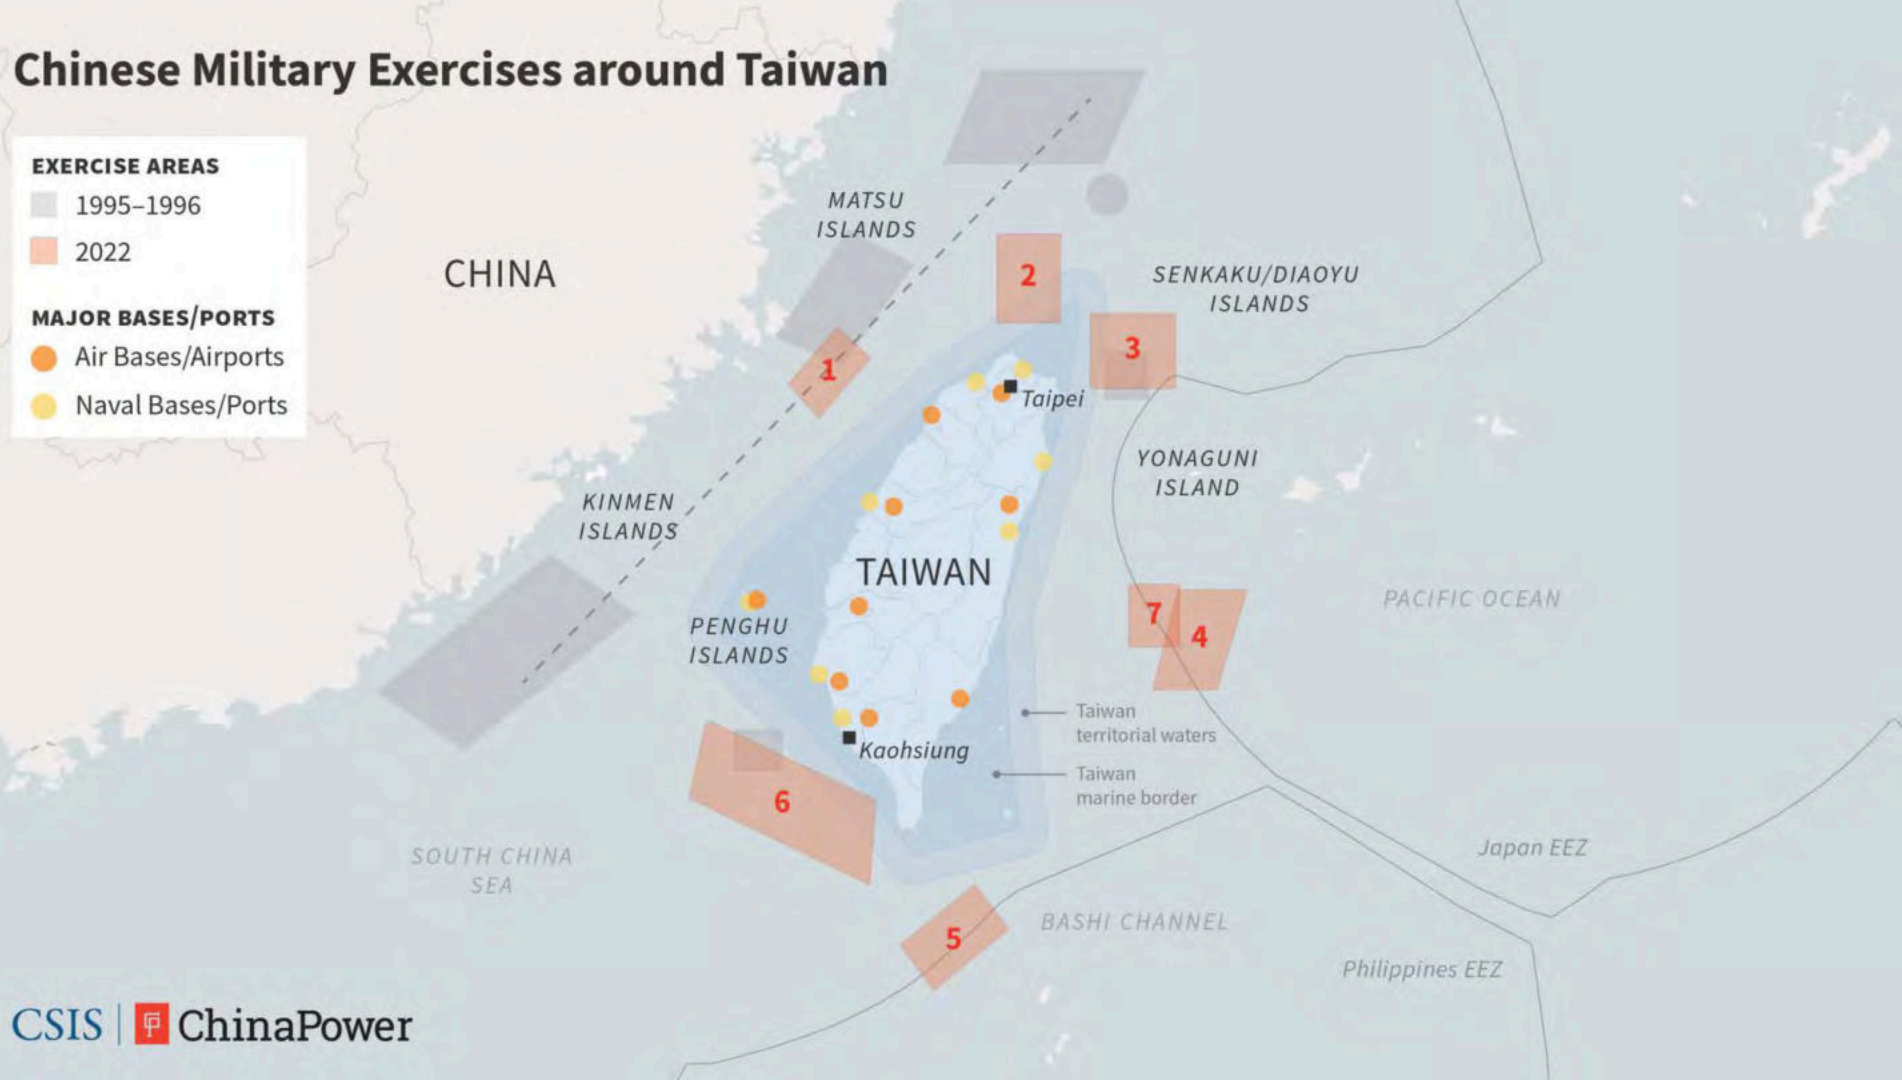 Chinese Military Exercises around Taiwan
EXERCISE AREAS
1995–1996
2022
MAJOR BASES/PORTS
Air Bases/Airports
Naval Bases/Ports
CHINA
MATSU
ISLANDS
2
SENKAKU/DIAOYU
ISLANDS
3
1
Taipei
YONAGUNI
ISLAND
KINMEN
ISLANDS
TAIWAN
PACIFIC OCEAN
7
4
PENGHU
ISLANDS
Taiwan
territorial waters
Kaohsiung
Taiwan
marine border
6
SOUTH CHINA
SEA
Japan EEZ
5
BASHI CHANNEL
Philippines EEZ
CSIS
ChinaPower